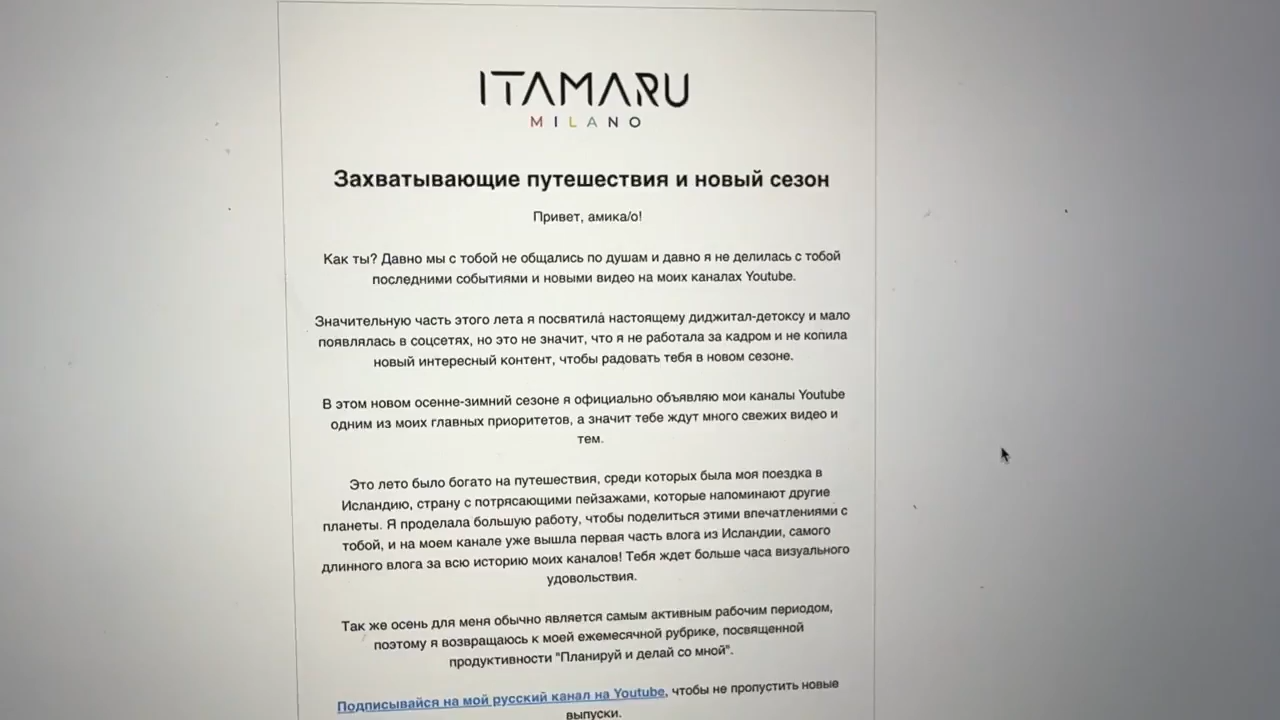 ITAMARU
MILANO
Захватывающие путешествия и новый сезон
Привет, амика/о!
Как ты? Давно мы с тобой не общались по душам и давно я не делилась с тобой
последними событиями и новыми видео на моих каналах Youtube.
Значительную часть этого лета я посвятила настоящему диджитал-детоксу и мало
появлялась в соцсетях, но это не значит, что я не работала за кадром и не копила
новый интересный контент, чтобы радовать тебя в новом сезоне.
В этом новом осенне-зимний сезоне я официально объявляю мои каналы Youtube
одним из моих главных приоритетов, а значит тебе ждут много свежих видео и
тем.
Это лето было богато на путешествия, среди которых была моя поездка в
Исландию, страну с потрясающими пейзажами, которые напоминают другие
планеты. Я проделала большую работу, чтобы поделиться этими впечатлениями с
тобой, и на моем канале уже вышла первая часть влога из Исландии, самого
длинного влога за всю историю моих каналов! Тебя ждет больше часа визуального
удовольствия.
Так же осень для меня обычно является самым активным рабочим периодом,
поэтому я возвращаюсь к моей ежемесячной рубрике, посвященной
продуктивности "Планируй и делай со мной".
Подписывайся на мой русский канал на Youtube, чтобы не пропустить новые
выпуски.